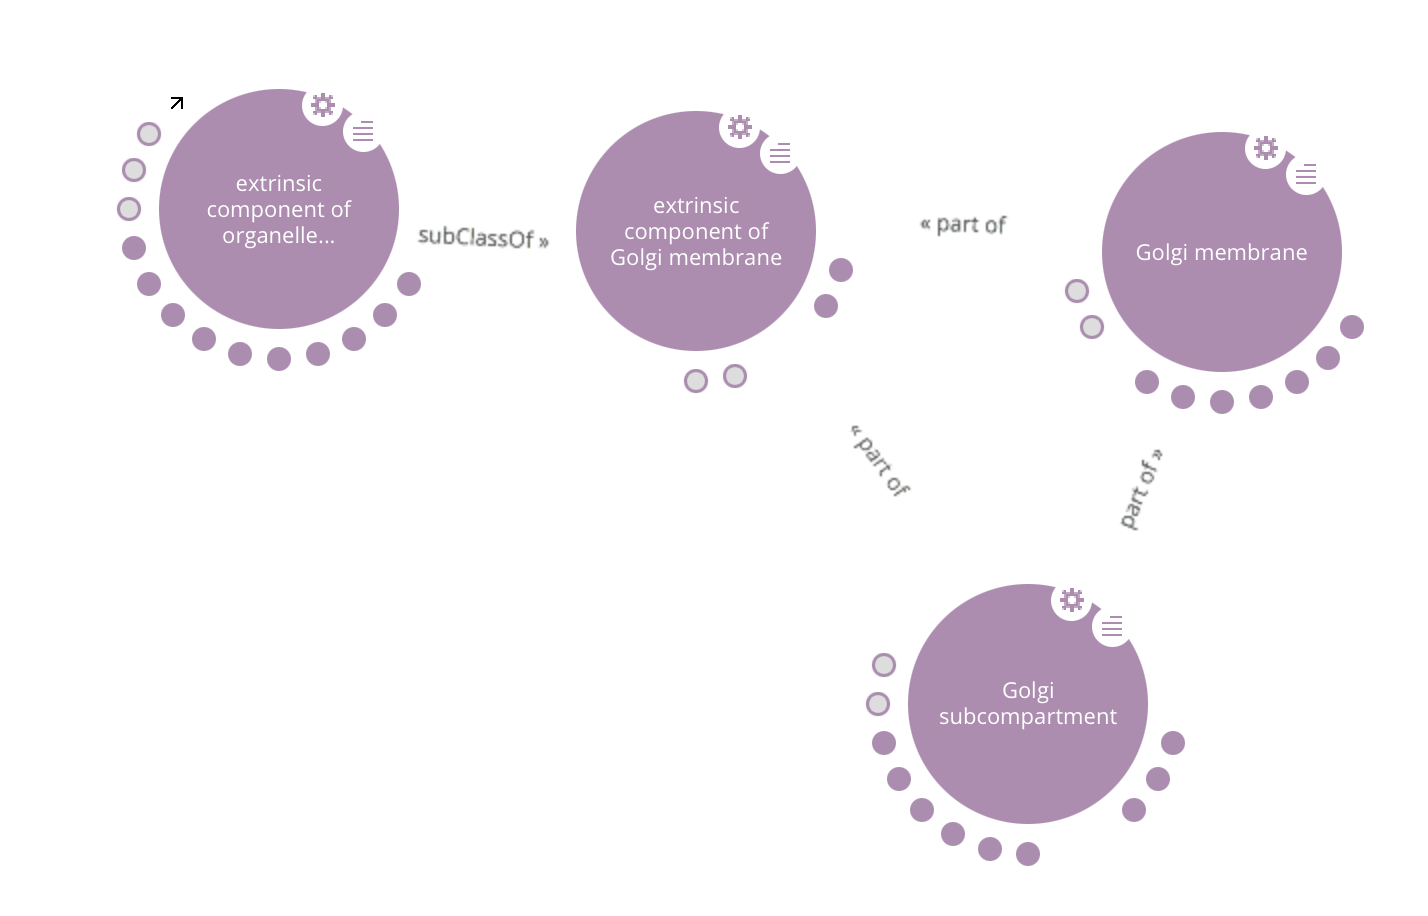 extrinsic
component of
organelle...
subClassOf »
extrinsic
component of
Golgi membrane
« part of
Golgi membrane
« part of
part of »
Golgi
subcompartment